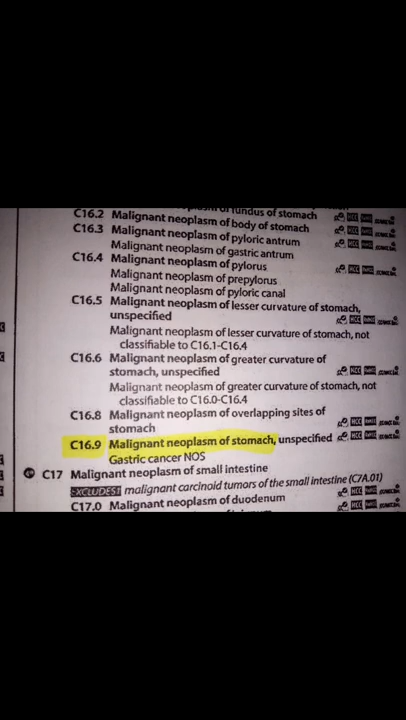 of fundus of stomach
C16.2 Malignant neoplasm of body of stomach
C16.3 Malignant neoplasm of pyloric antrum
Malignant neoplasm of gastric antrum
C16.4 Malignant neoplasm of pylorus
Malignant neoplasm of prepylorus
Malignant neoplasm of pyloric canal
C16.5 Malignant neoplasm of lesser curvature of stomach,
unspecified
Malignant neoplasm of lesser curvature of stomach, not
classifiable to C16.1-C16.4
C16.6 Malignant neoplasm of greater curvature of
stomach, unspecified
Malignant neoplasm of greater curvature of stomach, not
classifiable to C16.0-C16.4
C16.8 Malignant neoplasm of overlapping sites of
stomach
C16.9 Malignant neoplasm of stomach, unspecified
Gastric cancer NOS
C17 Malignant neoplasm of small intestine
EXCLUDES1 malignant carcinoid tumors of the small intestine (C7A.01)
C17.0 Malignant neoplasm of duodenum